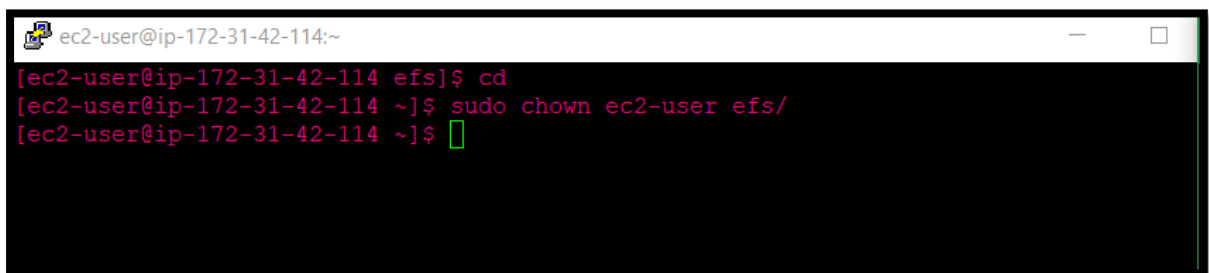 ec2-user@ip-172-31-42-114:~
[ec2-user@ip-172-31-42-114 efs]$ cd
[ec2-user@ip-172-31-42-114 ~]$ sudo chown ec2-user efs/
[ec2-user@ip-172-31-42-114 ~]$